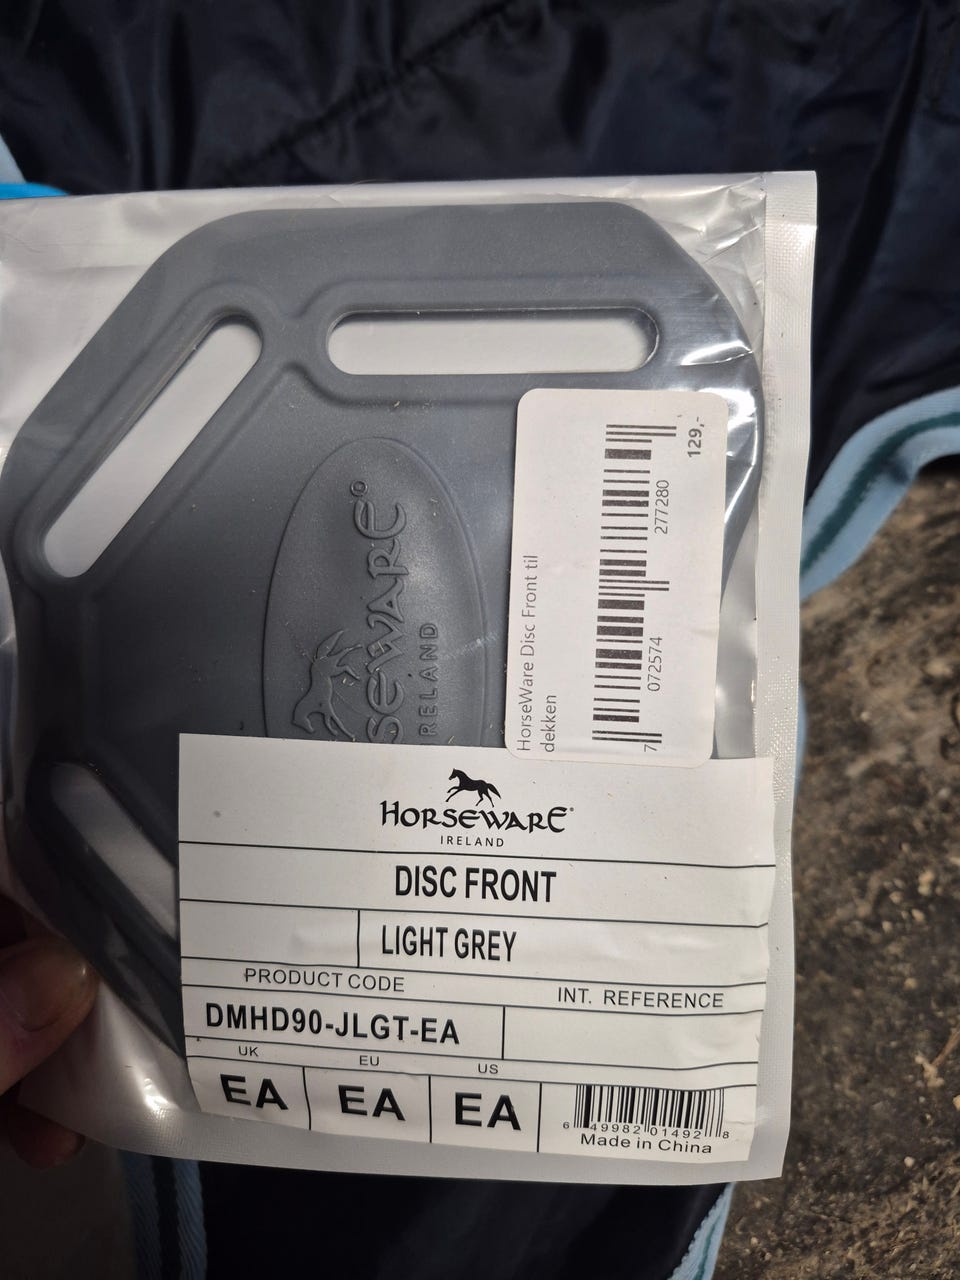 SEWARE
RELAND
HorseWare Disc Front til
dekken
7 072574 277280
129,-
HORSEWARE®
IRELAND
DISC FRONT
LIGHT GREY
PRODUCT CODE
INT. REFERENCE
DMHD90-JLGT-EA
UK EU US
EA EA EA
6 49982 01492 8
Made in China